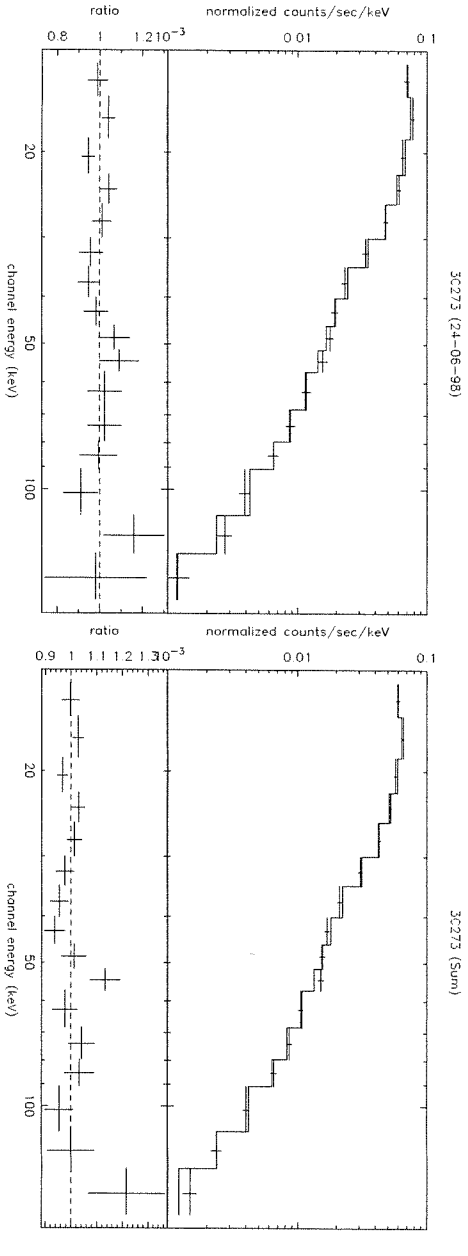 3C273 (24-06-98)
normalized counts/sec/keV
0.01
0.1
ratio
0.8
1
1.2
10⁻³
20
50
100
channel energy (keV)
3C273 (Sum)
normalized counts/sec/keV
0.01
0.1
ratio
0.9
1
1.1
1.2
1.3
10⁻³
20
50
100
channel energy (keV)